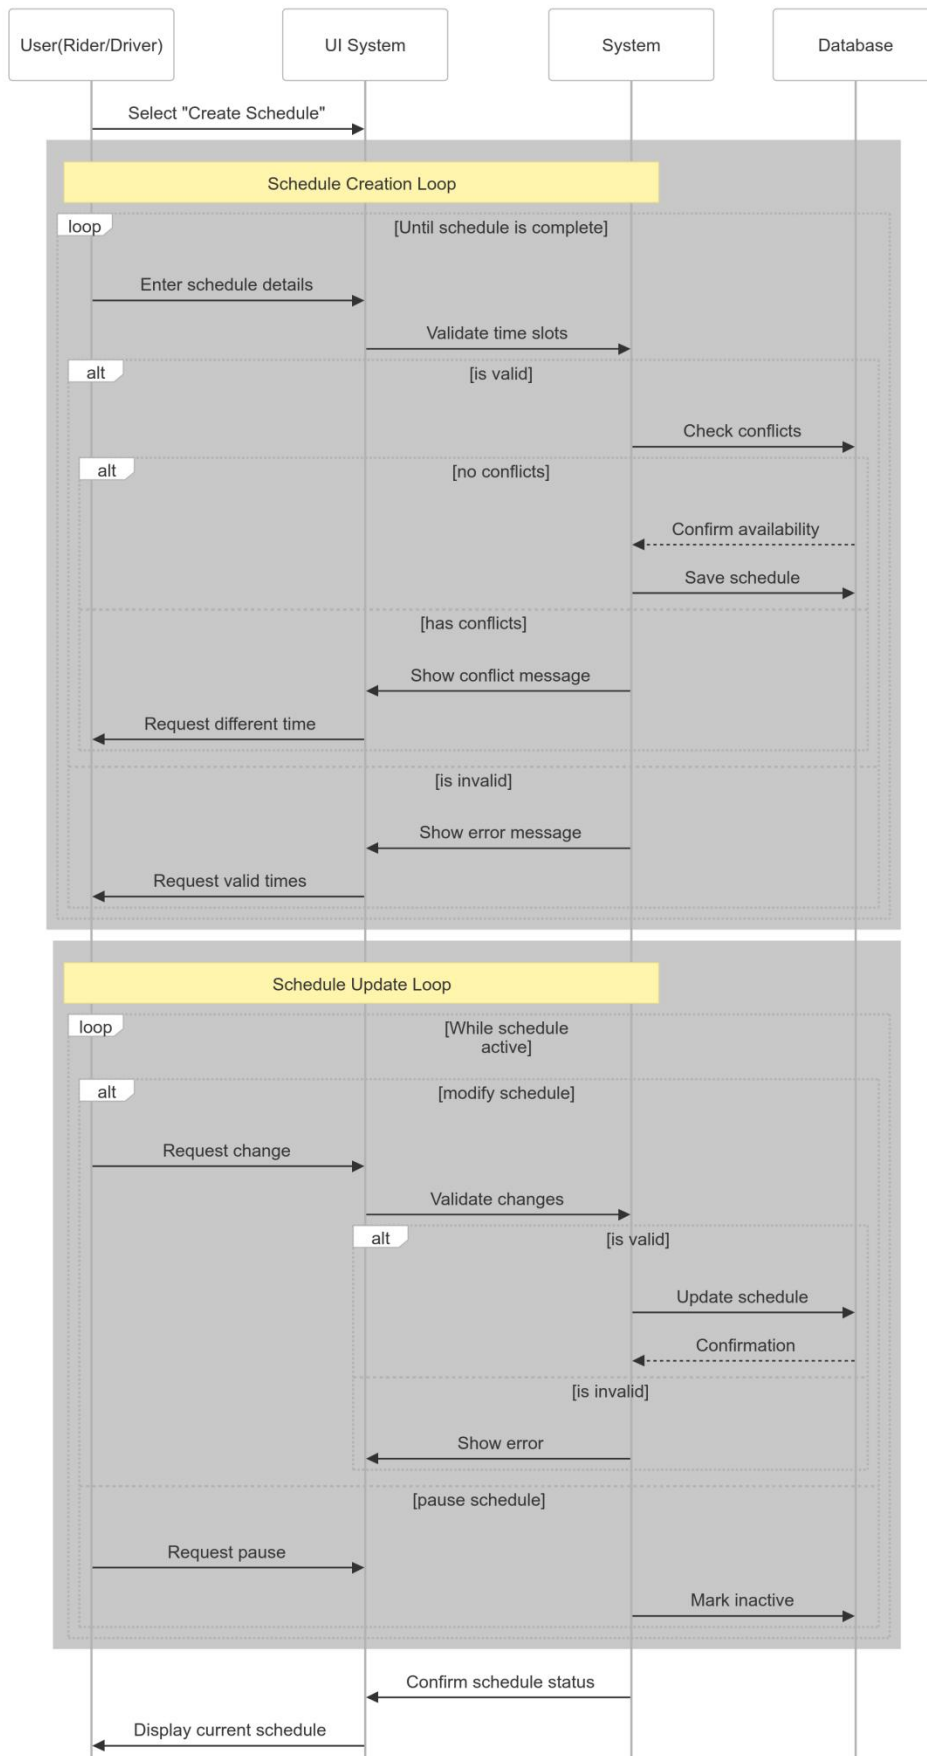 User(Rider/Driver)
UI System
System
Database
Select "Create Schedule"
Schedule Creation Loop
loop
[Until schedule is complete]
Enter schedule details
Validate time slots
alt
[is valid]
Check conflicts
alt
[no conflicts]
Confirm availability
Save schedule
[has conflicts]
Show conflict message
Request different time
[is invalid]
Show error message
Request valid times
Schedule Update Loop
loop
[While schedule
active]
alt
[modify schedule]
Request change
Validate changes
alt
[is valid]
Update schedule
Confirmation
[is invalid]
Show error
[pause schedule]
Request pause
Mark inactive
Confirm schedule status
Display current schedule